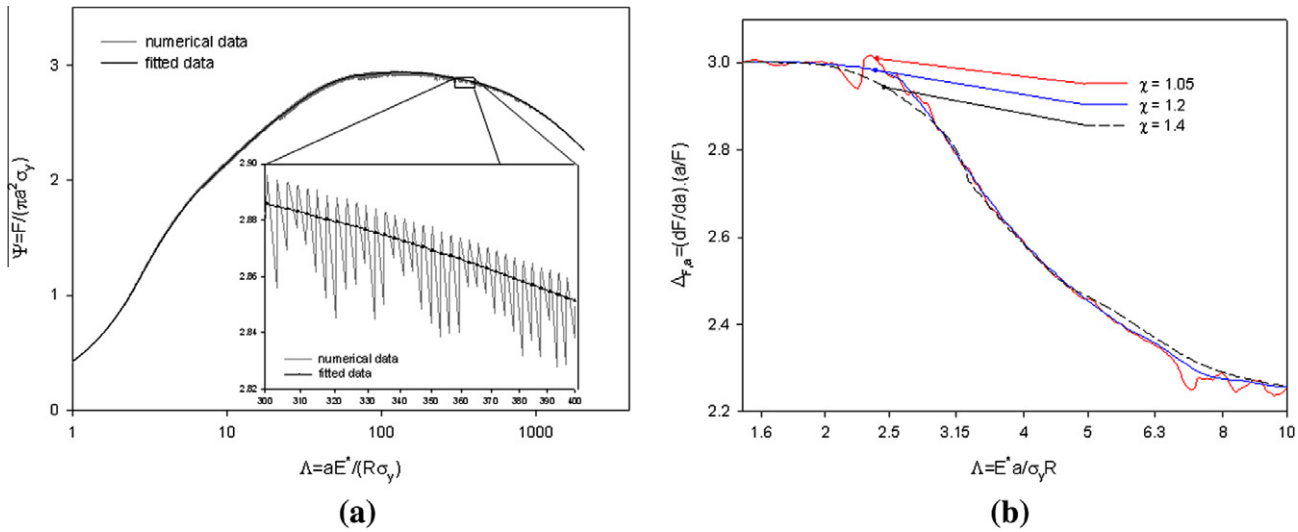 numerical data
fitted data
Ψ=F/(πa²σy)
3
2
1
0
2.90
2.88
2.86
2.84
2.82
numerical data
fitted data
300 310 320 330 340 350 360 370 380 390 400
1 10 100 1000
Λ=aE*/(Rσy)
(a)
χ = 1.05
χ = 1.2
χ = 1.4
ΔF,a=(dF/da).(a/F)
3.0
2.8
2.6
2.4
2.2
1.6 2 2.5 3.15 4 5 6.3 8 10
Λ=E*a/σyR
(b)